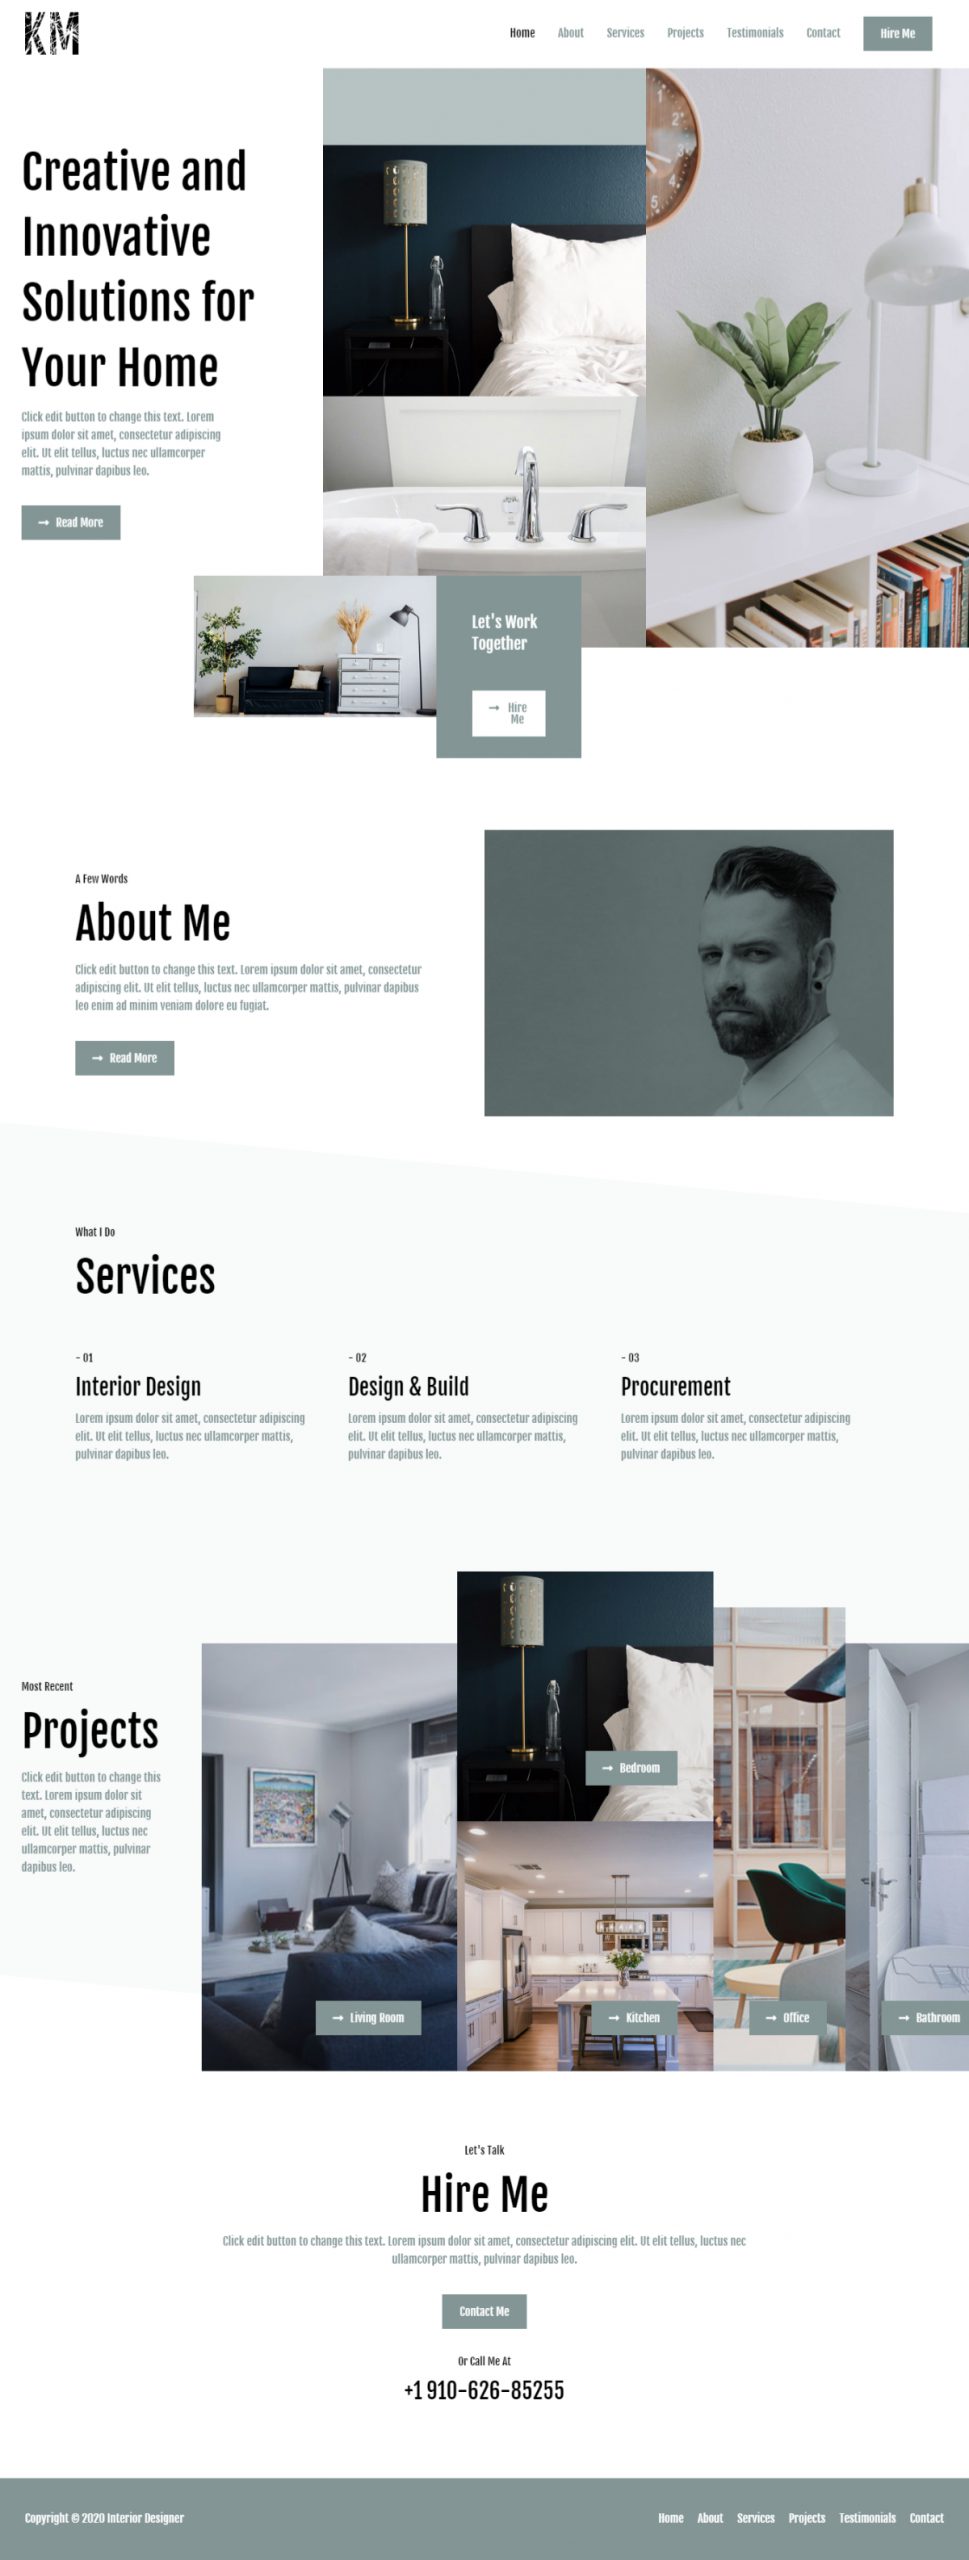 KM
Home About Services Projects Testimonials Contact Hire Me
Creative and
Innovative
Solutions for
Your Home
Click edit button to change this text. Lorem
ipsum dolor sit amet, consectetur adipiscing
elit. Ut elit tellus, luctus nec ullamcorper
mattis, pulvinar dapibus leo.
Read More
Let's Work
Together
Hire
Me
A Few Words
About Me
Click edit button to change this text. Lorem ipsum dolor sit amet, consectetur
adipiscing elit. Ut elit tellus, luctus nec ullamcorper mattis, pulvinar dapibus
leo enim ad minim veniam dolore eu fugiat.
Read More
What I Do
Services
- 01
Interior Design
Lorem ipsum dolor sit amet, consectetur adipiscing
elit. Ut elit tellus, luctus nec ullamcorper mattis,
pulvinar dapibus leo.
- 02
Design & Build
Lorem ipsum dolor sit amet, consectetur adipiscing
elit. Ut elit tellus, luctus nec ullamcorper mattis,
pulvinar dapibus leo.
- 03
Procurement
Lorem ipsum dolor sit amet, consectetur adipiscing
elit. Ut elit tellus, luctus nec ullamcorper mattis,
pulvinar dapibus leo.
Most Recent
Projects
Click edit button to change this
text. Lorem ipsum dolor sit
amet, consectetur adipiscing
elit. Ut elit tellus, luctus nec
ullamcorper mattis, pulvinar
dapibus leo.
Bedroom
Living Room
Kitchen
Office
Bathroom
Let's Talk
Hire Me
Click edit button to change this text. Lorem ipsum dolor sit amet, consectetur adipiscing elit. Ut elit tellus, luctus nec
ullamcorper mattis, pulvinar dapibus leo.
Contact Me
Or Call Me At
+1 910-626-85255
Copyright © 2020 Interior Designer
Home About Services Projects Testimonials Contact